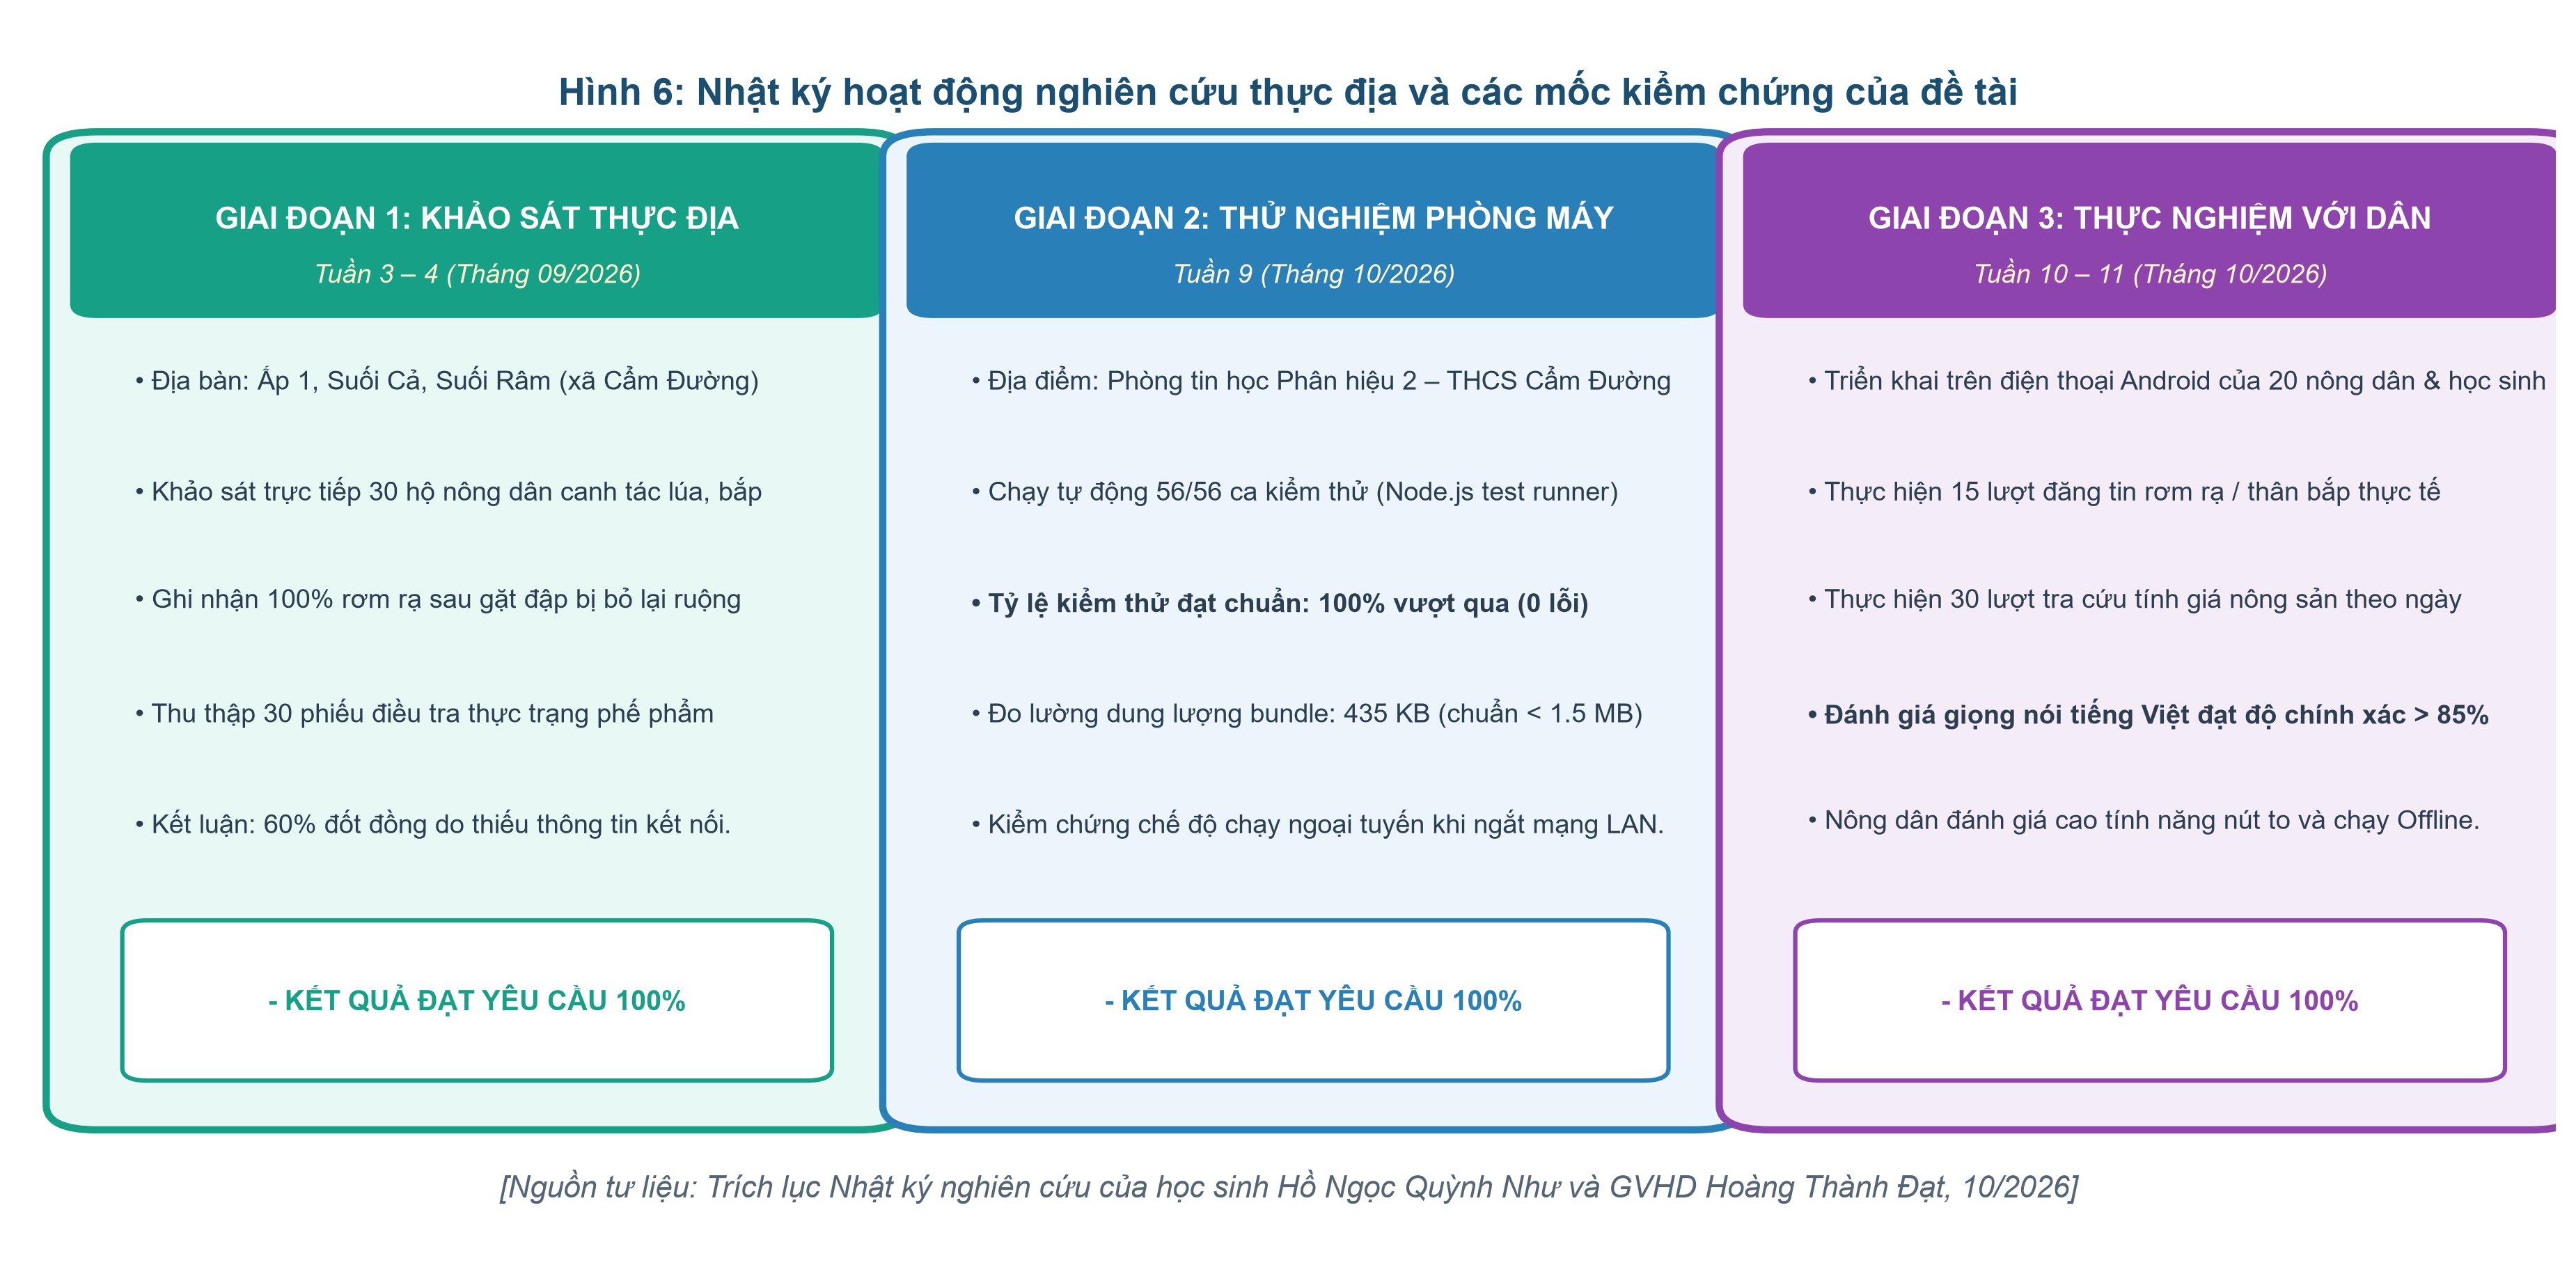 Hình 6: Nhật ký hoạt động nghiên cứu thực địa và các mốc kiểm chứng của đề tài
GIAI ĐOẠN 1: KHẢO SÁT THỰC ĐỊA
Tuần 3 – 4 (Tháng 09/2026)
• Địa bàn: Ấp 1, Suối Cả, Suối Râm (xã Cẩm Đường)
• Khảo sát trực tiếp 30 hộ nông dân canh tác lúa, bắp
• Ghi nhận 100% rơm rạ sau gặt đập bị bỏ lại ruộng
• Thu thập 30 phiếu điều tra thực trạng phế phẩm
• Kết luận: 60% đốt đồng do thiếu thông tin kết nối.
- KẾT QUẢ ĐẠT YÊU CẦU 100%
GIAI ĐOẠN 2: THỬ NGHIỆM PHÒNG MÁY
Tuần 9 (Tháng 10/2026)
• Địa điểm: Phòng tin học Phân hiệu 2 – THCS Cẩm Đường
• Chạy tự động 56/56 ca kiểm thử (Node.js test runner)
• Tỷ lệ kiểm thử đạt chuẩn: 100% vượt qua (0 lỗi)
• Đo lường dung lượng bundle: 435 KB (chuẩn < 1.5 MB)
• Kiểm chứng chế độ chạy ngoại tuyến khi ngắt mạng LAN.
- KẾT QUẢ ĐẠT YÊU CẦU 100%
GIAI ĐOẠN 3: THỰC NGHIỆM VỚI DÂN
Tuần 10 – 11 (Tháng 10/2026)
• Triển khai trên điện thoại Android của 20 nông dân & học sinh
• Thực hiện 15 lượt đăng tin rơm rạ / thân bắp thực tế
• Thực hiện 30 lượt tra cứu tính giá nông sản theo ngày
• Đánh giá giọng nói tiếng Việt đạt độ chính xác > 85%
• Nông dân đánh giá cao tính năng nút to và chạy Offline.
- KẾT QUẢ ĐẠT YÊU CẦU 100%
[Nguồn tư liệu: Trích lục Nhật ký nghiên cứu của học sinh Hồ Ngọc Quỳnh Như và GVHD Hoàng Thành Đạt, 10/2026]